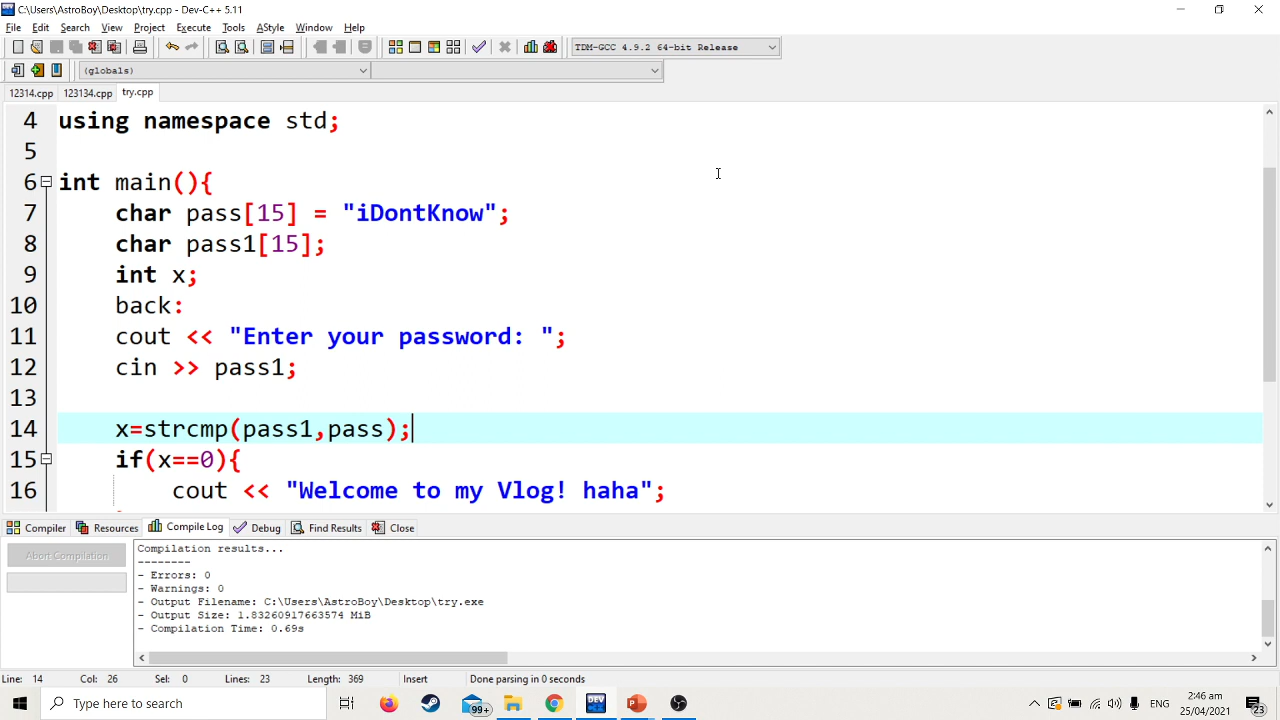 C:\Users\AstroBoy\Desktop\try.cpp - Dev-C++ 5.11
File Edit Search View Project Execute Tools AStyle Window Help
TDM-GCC 4.9.2 64-bit Release
(globals)
12314.cpp 123134.cpp try.cpp
4 using namespace std;
5
6 int main(){
7 char pass[15] = "iDontKnow";
8 char pass1[15];
9 int x;
10 back:
11 cout << "Enter your password: ";
12 cin >> pass1;
13
14 x=strcmp(pass1,pass);
15 if(x==0){
16 cout << "Welcome to my Vlog! haha";
Compiler Resources Compile Log Debug Find Results Close
Abort Compilation
Compilation results...
--------
- Errors: 0
- Warnings: 0
- Output Filename: C:\Users\AstroBoy\Desktop\try.exe
- Output Size: 1.83260917663574 MiB
- Compilation Time: 0.69s
Line: 14 Col: 26 Sel: 0 Lines: 23 Length: 369 Insert Done parsing in 0 seconds
Type here to search
99+
ENG
2:46 am
25/04/2021
23